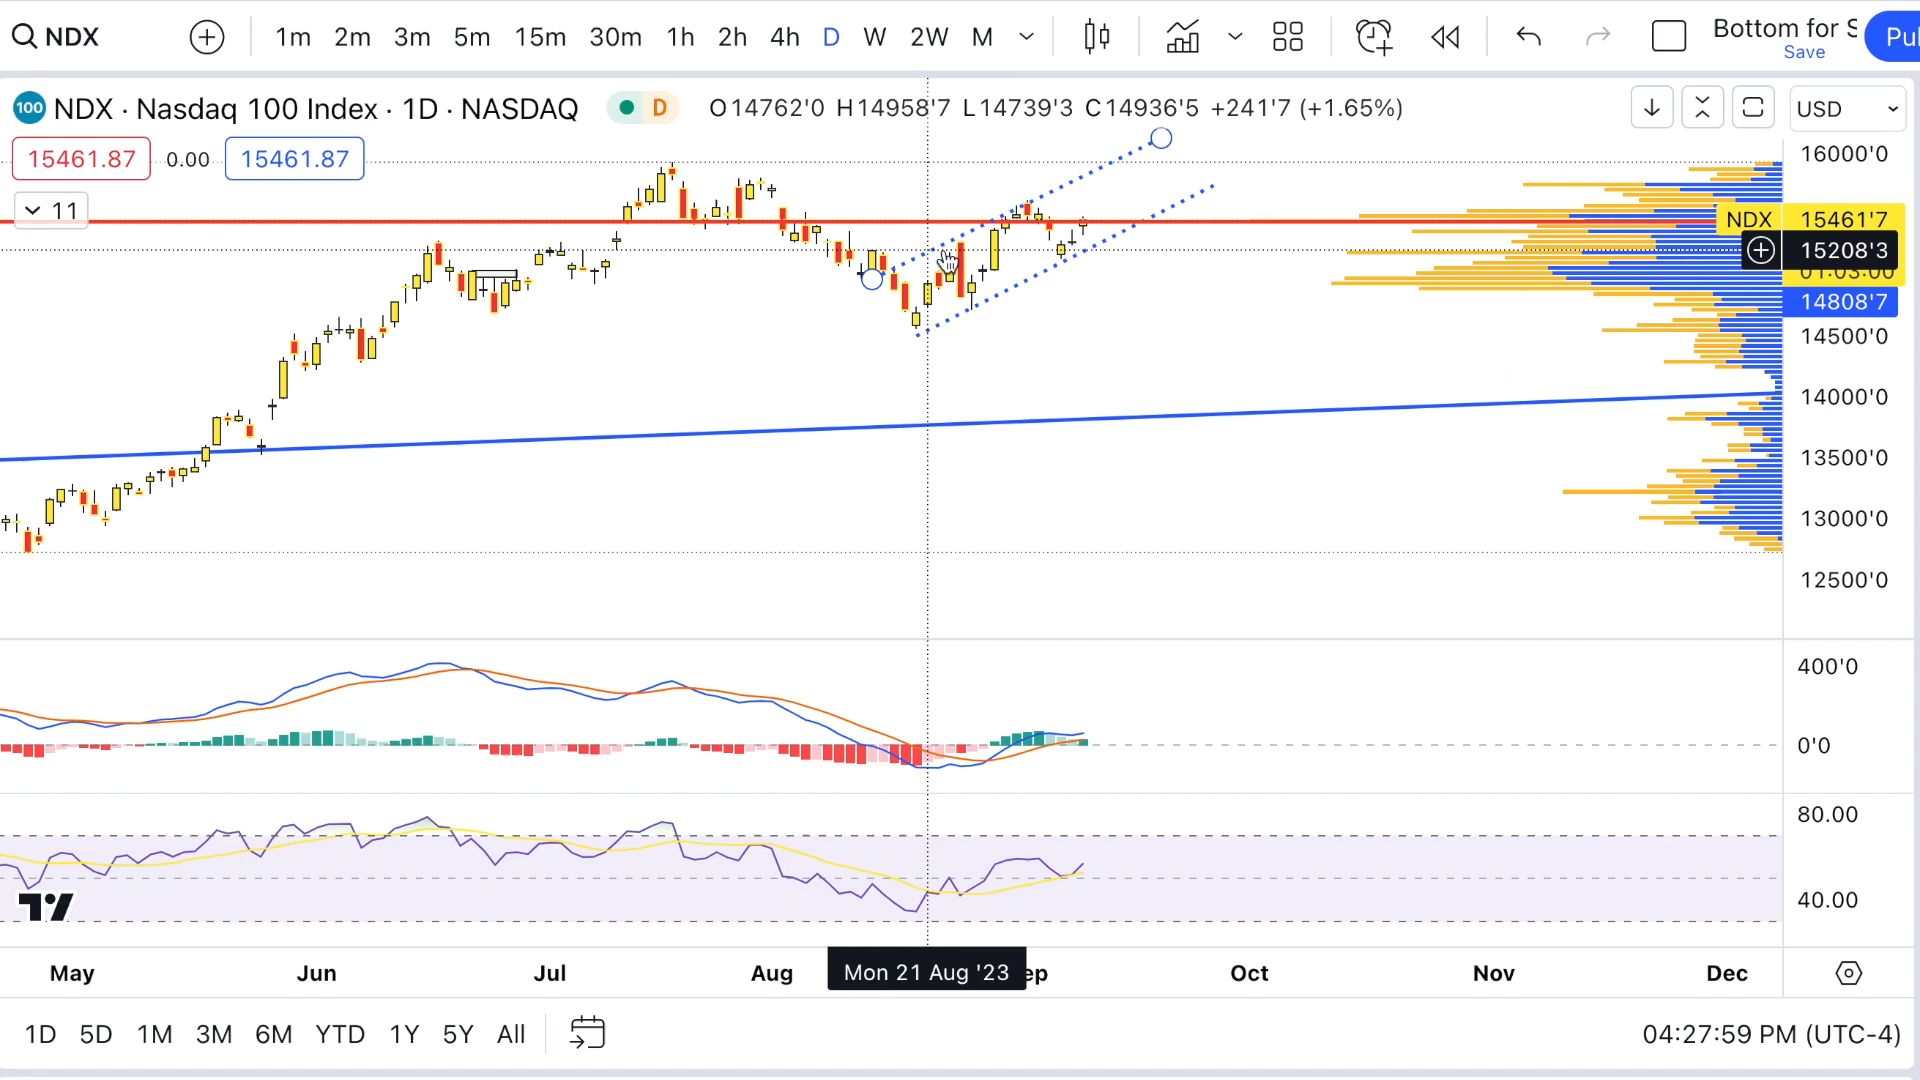 NDX 1m 2m 3m 5m 15m 30m 1h 2h 4h D W 2W M Bottom for S Pu
Save
100 NDX · Nasdaq 100 Index · 1D · NASDAQ D O14762'0 H14958'7 L14739'3 C14936'5 +241'7 (+1.65%) USD
15461.87 0.00 15461.87
11
16000'0
NDX 15461'7
15208'3
01:03:00
14808'7
14500'0
14000'0
13500'0
13000'0
12500'0
400'0
0'0
80.00
40.00
May Jun Jul Aug Mon 21 Aug '23 ep Oct Nov Dec
1D 5D 1M 3M 6M YTD 1Y 5Y All 04:27:59 PM (UTC-4)